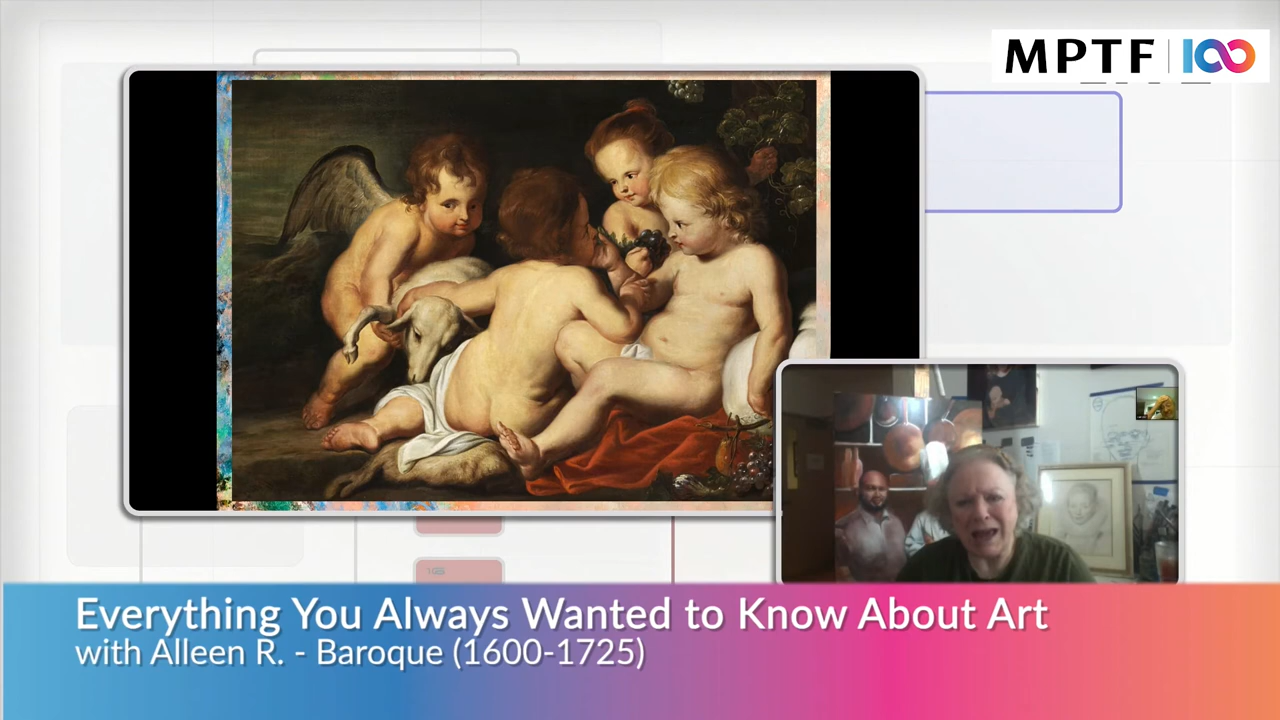 MPTF 100
Everything You Always Wanted to Know About Art
with Alleen R. - Baroque (1600-1725)